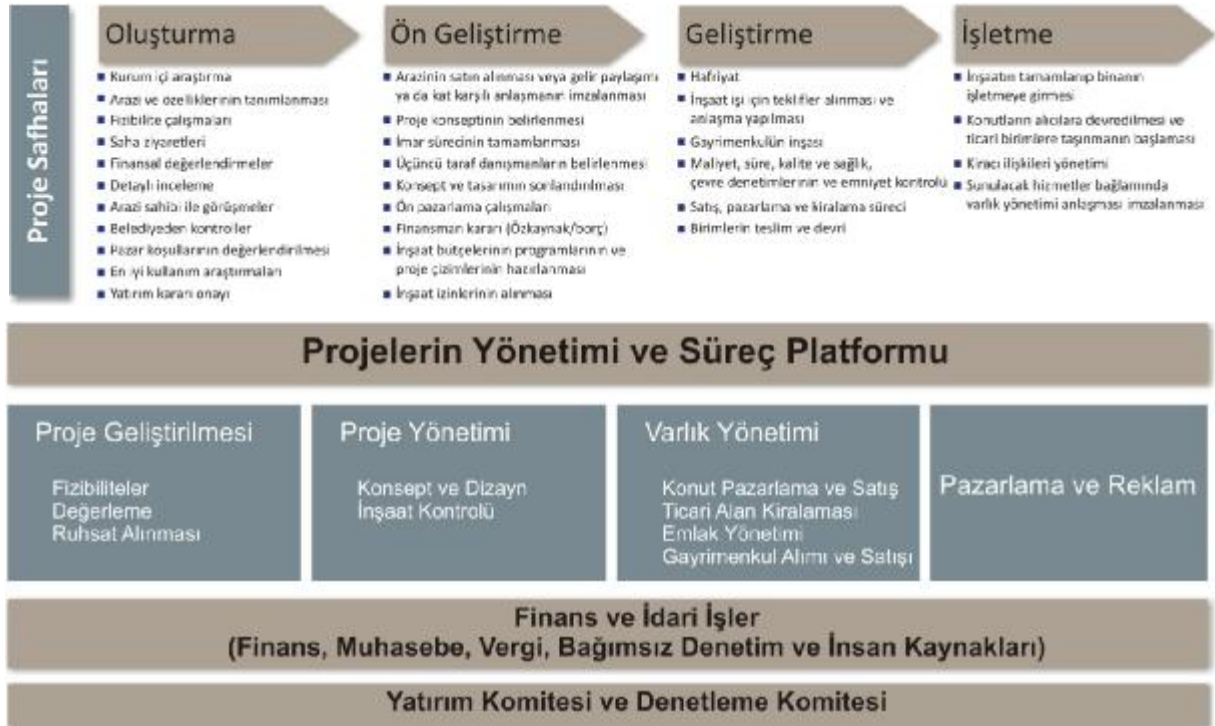 Proje Safhaları
Oluşturma
■ Kurum içi araştırma
■ Arazi ve özelliklerinin tanımlanması
■ Fizibilite çalışmaları
■ Saha ziyaretleri
■ Finansal değerlendirmeler
■ Detaylı inceleme
■ Arazi sahibi ile görüşmeler
■ Belediyeden kontroller
■ Pazar koşullarının değerlendirilmesi
■ En iyi kullanım araştırmaları
■ Yatırım kararı onayı
Ön Geliştirme
■ Arazinin satın alınması veya gelir paylaşımı
ya da kat karşılı anlaşmanın imzalanması
■ Proje konseptinin belirlenmesi
■ İmar sürecinin tamamlanması
■ Üçüncü taraf danışmanların belirlenmesi
■ Konsept ve tasarımın sonlandırılması
■ Ön pazarlama çalışmaları
■ Finansman kararı (Özkaynak/borç)
■ İnşaat bütçelerinin programlarının ve
proje çizimlerinin hazırlanması
■ İnşaat izinlerinin alınması
Geliştirme
■ Hafriyat
■ İnşaat işi için teklifler alınması ve
anlaşma yapılması
■ Gayrimenkulün inşası
■ Maliyet, süre, kalite ve sağlık,
çevre denetimlerinin ve emniyet kontrolü
■ Satış, pazarlama ve kiralama süreci
■ Birimlerin teslim ve devri
İşletme
■ İnşaatın tamamlanıp binanın
işletmeye girmesi
■ Konutların alıcılara devredilmesi ve
ticari birimlere taşınmanın başlaması
■ Kiracı ilişkileri yönetimi
■ Sunulacak hizmetler bağlamında
varlık yönetimi anlaşması imzalanması
Projelerin Yönetimi ve Süreç Platformu
Proje Geliştirilmesi
Fizibiliteler
Değerleme
Ruhsat Alınması
Proje Yönetimi
Konsept ve Dizayn
İnşaat Kontrolü
Varlık Yönetimi
Konut Pazarlama ve Satış
Ticari Alan Kiralaması
Emlak Yönetimi
Gayrimenkul Alımı ve Satışı
Pazarlama ve Reklam
Finans ve İdari İşler
(Finans, Muhasebe, Vergi, Bağımsız Denetim ve İnsan Kaynakları)
Yatırım Komitesi ve Denetleme Komitesi